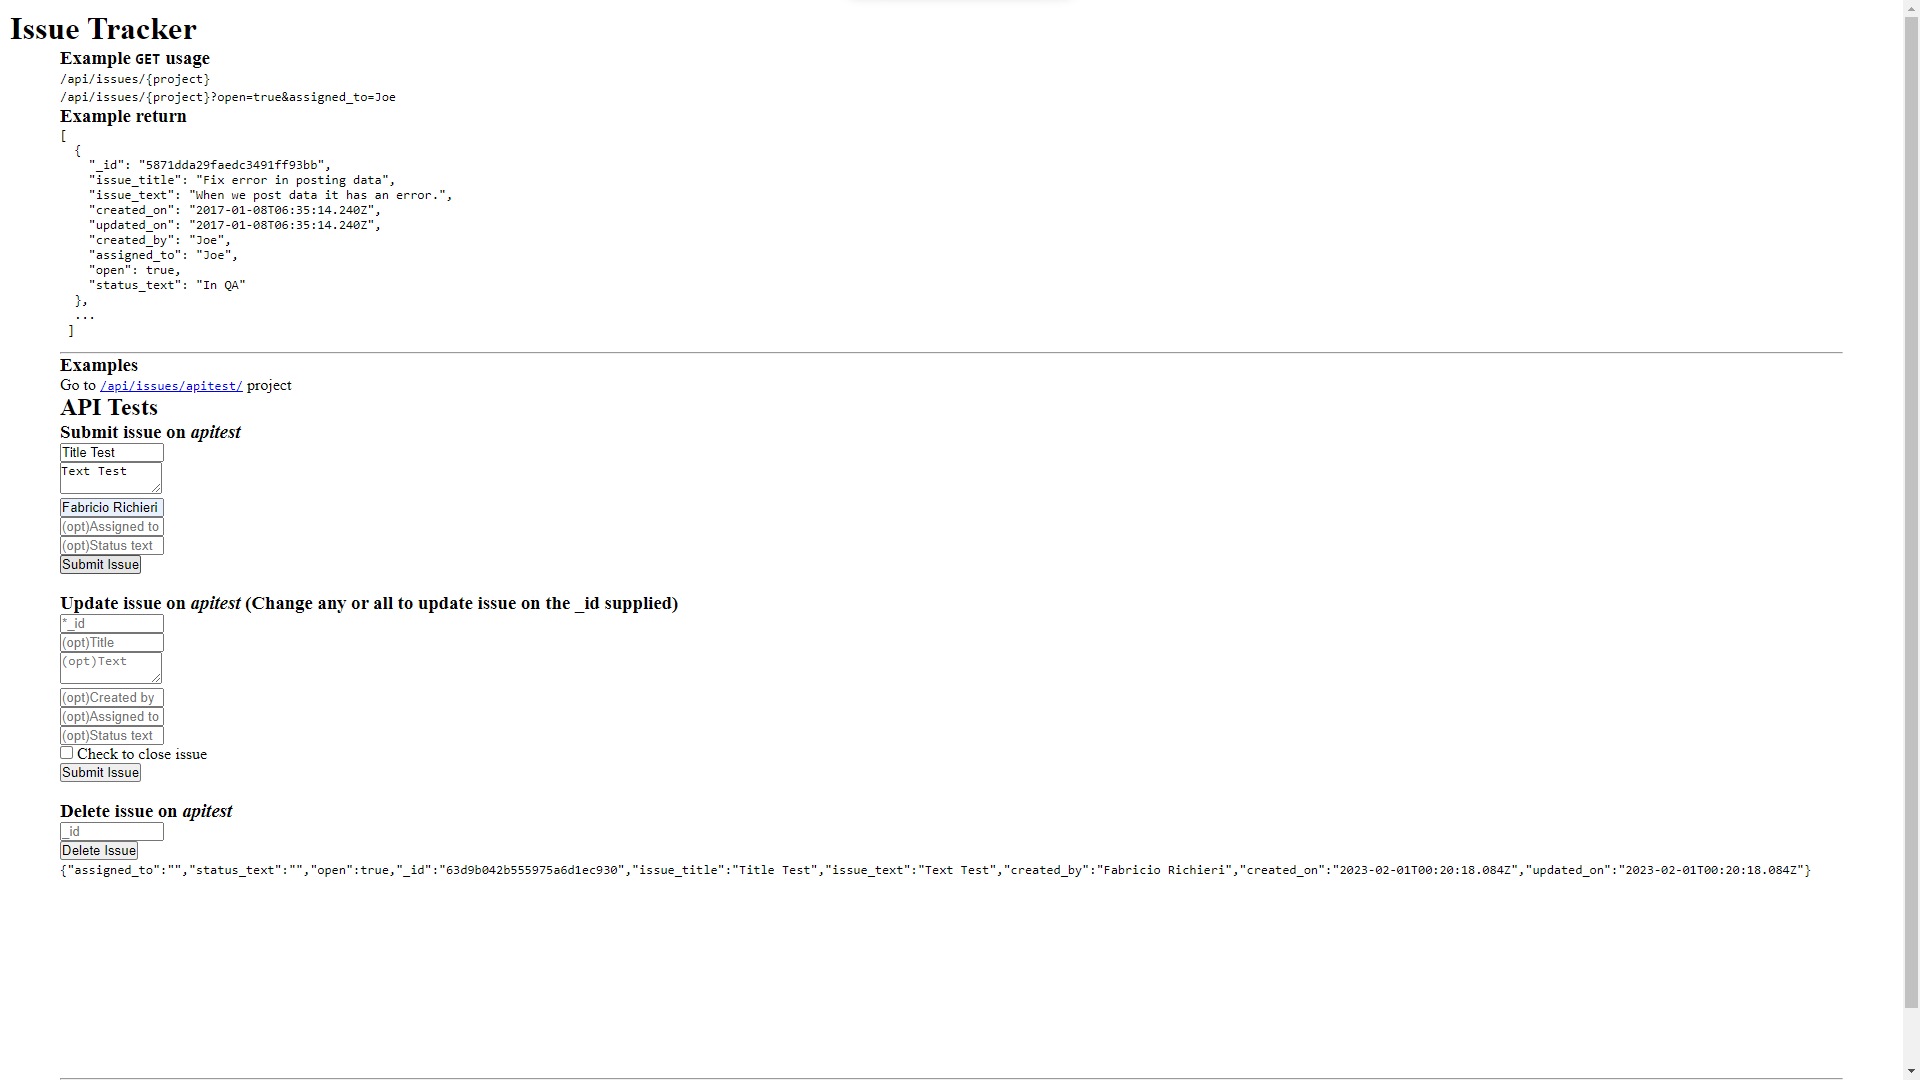 Issue Tracker
Example GET usage
/api/issues/{project}
/api/issues/{project}?open=true&assigned_to=Joe
Example return
[
  {
    "_id": "5871dda29faedc3491ff93bb",
    "issue_title": "Fix error in posting data",
    "issue_text": "When we post data it has an error.",
    "created_on": "2017-01-08T06:35:14.240Z",
    "updated_on": "2017-01-08T06:35:14.240Z",
    "created_by": "Joe",
    "assigned_to": "Joe",
    "open": true,
    "status_text": "In QA"
  },
  ...
 ]
Examples
Go to /api/issues/apitest/ project
API Tests
Submit issue on apitest
Title Test
Text Test
Fabricio Richieri
(opt)Assigned to
(opt)Status text
Submit Issue
Update issue on apitest (Change any or all to update issue on the _id supplied)
*_id
(opt)Title
(opt)Text
(opt)Created by
(opt)Assigned to
(opt)Status text
Check to close issue
Submit Issue
Delete issue on apitest
_id
Delete Issue
{"assigned_to":"","status_text":"","open":true,"_id":"63d9b042b555975a6d1ec930","issue_title":"Title Test","issue_text":"Text Test","created_by":"Fabricio Richieri","created_on":"2023-02-01T00:20:18.084Z","updated_on":"2023-02-01T00:20:18.084Z"}